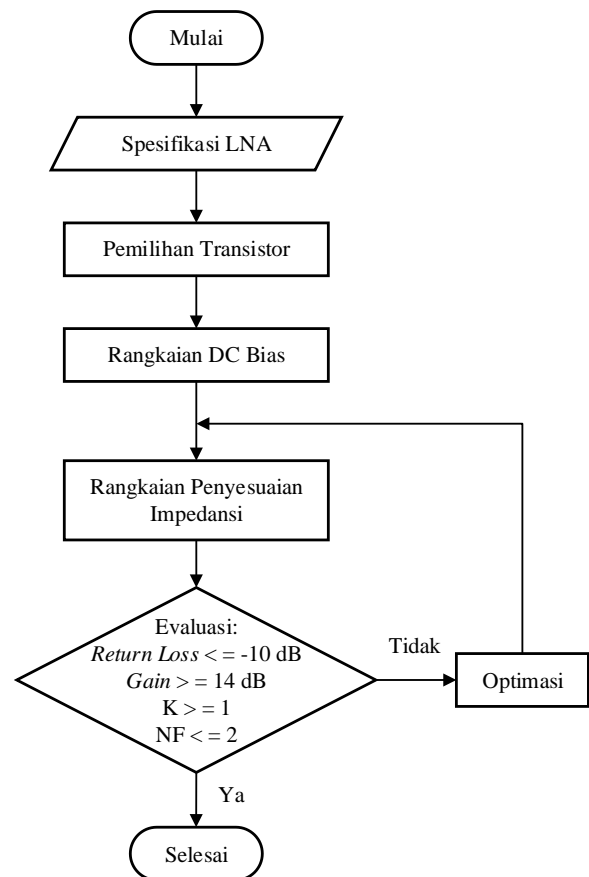 Mulai
Spesifikasi LNA
Pemilihan Transistor
Rangkaian DC Bias
Rangkaian Penyesuaian
Impedansi
Evaluasi:
Return Loss < = -10 dB
Gain > = 14 dB
K > = 1
NF < = 2
Tidak
Optimasi
Ya
Selesai